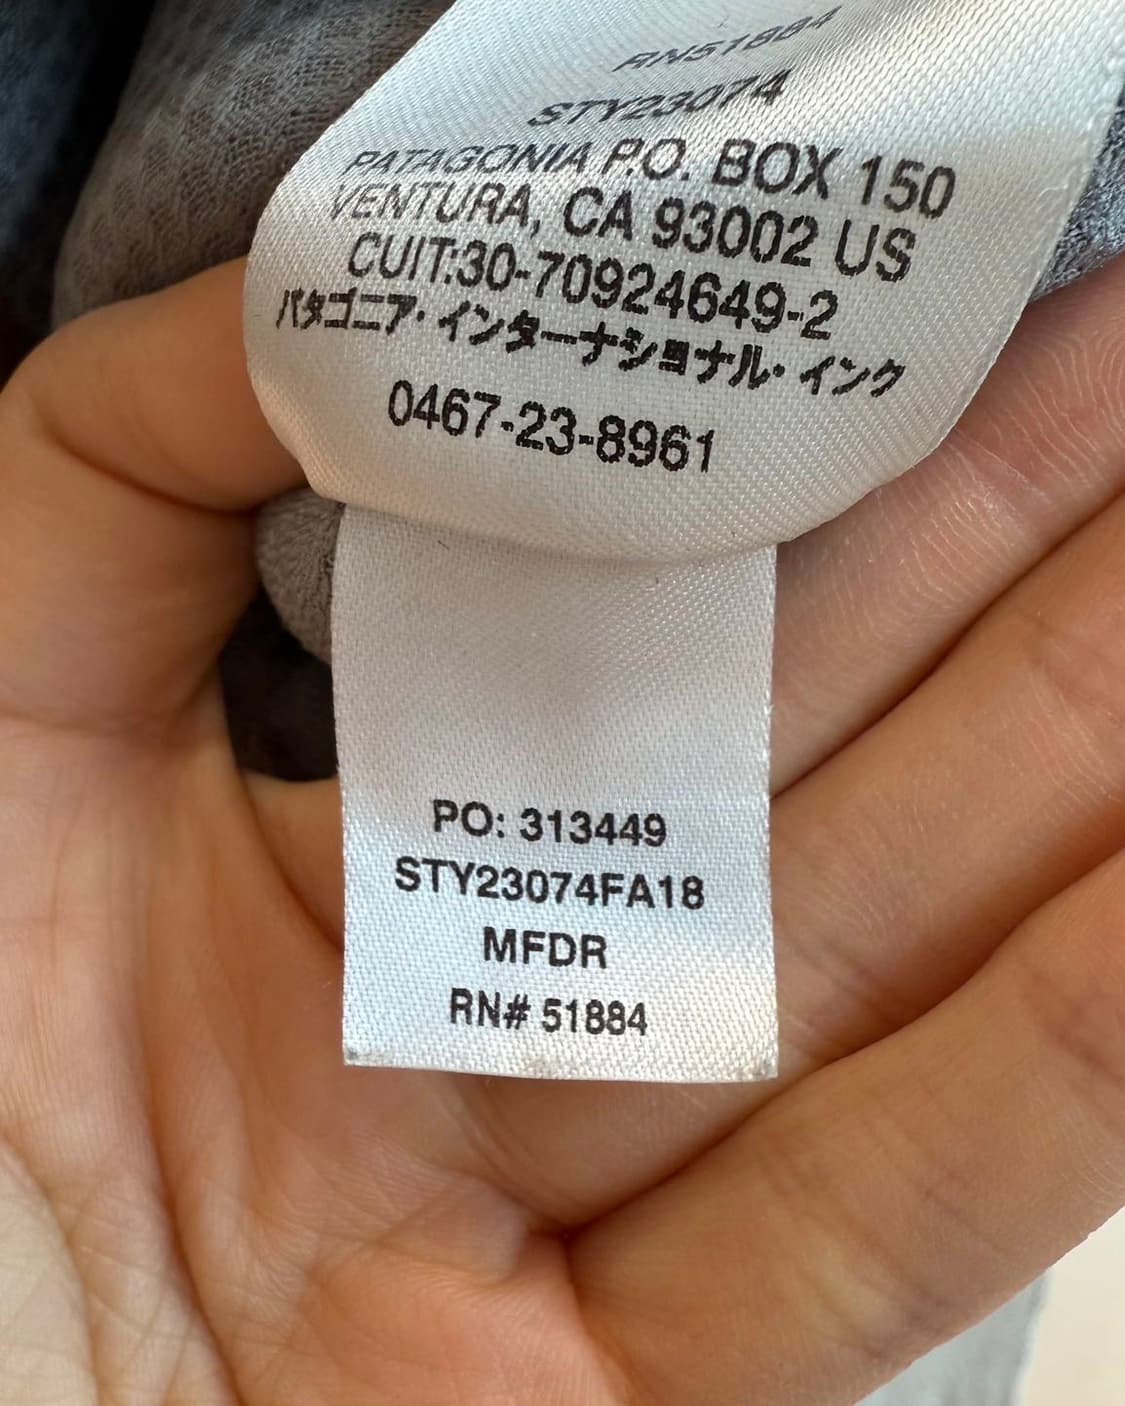 RN51884
STY23074
PATAGONIA P.O. BOX 150
VENTURA, CA 93002 US
CUIT:30-70924649-2
パタゴニア・インターナショナル・インク
0467-23-8961
PO: 313449
STY23074FA18
MFDR
RN# 51884